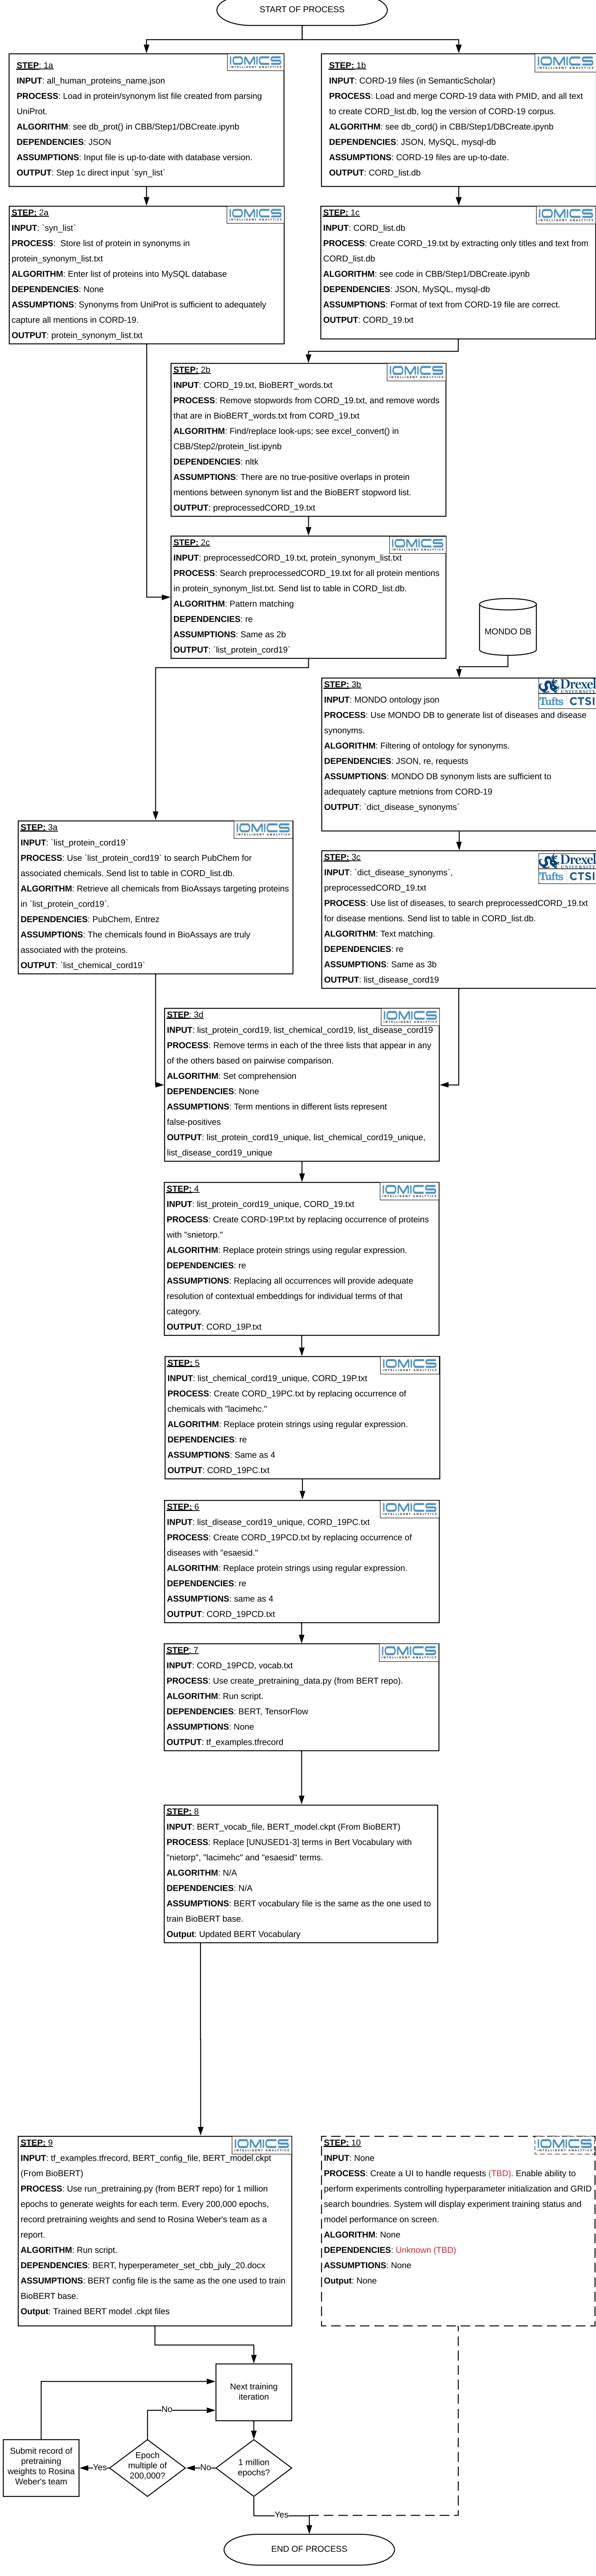 START OF PROCESS
STEP: 1a
IOMICS
INTELLIGENT ANALYTICS
INPUT: all_human_proteins_name.json
PROCESS: Load in protein/synonym list file created from parsing
UniProt.
ALGORITHM: see db_prot() in CBB/Step1/DBCreate.ipynb
DEPENDENCIES: JSON
ASSUMPTIONS: Input file is up-to-date with database version.
OUTPUT: Step 1c direct input `syn_list`
STEP: 1b
IOMICS
INTELLIGENT ANALYTICS
INPUT: CORD-19 files (in SemanticScholar)
PROCESS: Load and merge CORD-19 data with PMID, and all text
to create CORD_list.db, log the version of CORD-19 corpus.
ALGORITHM: see db_cord() in CBB/Step1/DBCreate.ipynb
DEPENDENCIES: JSON, MySQL, mysql-db
ASSUMPTIONS: CORD-19 files are up-to-date.
OUTPUT: CORD_list.db
STEP: 2a
IOMICS
INTELLIGENT ANALYTICS
INPUT: `syn_list`
PROCESS: Store list of protein in synonyms in
protein_synonym_list.txt
ALGORITHM: Enter list of proteins into MySQL database
DEPENDENCIES: None
ASSUMPTIONS: Synonyms from UniProt is sufficient to adequately
capture all mentions in CORD-19.
OUTPUT: protein_synonym_list.txt
STEP: 1c
IOMICS
INTELLIGENT ANALYTICS
INPUT: CORD_list.db
PROCESS: Create CORD_19.txt by extracting only titles and text from
CORD_list.db
ALGORITHM: see code in CBB/Step1/DBCreate.ipynb
DEPENDENCIES: JSON, MySQL, mysql-db
ASSUMPTIONS: Format of text from CORD-19 file are correct.
OUTPUT: CORD_19.txt
STEP: 2b
IOMICS
INTELLIGENT ANALYTICS
INPUT: CORD_19.txt, BioBERT_words.txt
PROCESS: Remove stopwords from CORD_19.txt, and remove words
that are in BioBERT_words.txt from CORD_19.txt
ALGORITHM: Find/replace look-ups; see excel_convert() in
CBB/Step2/protein_list.ipynb
DEPENDENCIES: nltk
ASSUMPTIONS: There are no true-positive overlaps in protein
mentions between synonym list and the BioBERT stopword list.
OUTPUT: preprocessedCORD_19.txt
STEP: 2c
IOMICS
INTELLIGENT ANALYTICS
INPUT: preprocessedCORD_19.txt, protein_synonym_list.txt
PROCESS: Search preprocessedCORD_19.txt for all protein mentions
in protein_synonym_list.txt. Send list to table in CORD_list.db.
ALGORITHM: Pattern matching
DEPENDENCIES: re
ASSUMPTIONS: Same as 2b
OUTPUT: `list_protein_cord19`
MONDO DB
STEP: 3b
Drexel
UNIVERSITY
Tufts CTSI
INPUT: MONDO ontology json
PROCESS: Use MONDO DB to generate list of diseases and disease
synonyms.
ALGORITHM: Filtering of ontology for synonyms.
DEPENDENCIES: JSON, re, requests
ASSUMPTIONS: MONDO DB synonym lists are sufficient to
adequately capture metnions from CORD-19
OUTPUT: `dict_disease_synonyms`
STEP: 3a
IOMICS
INTELLIGENT ANALYTICS
INPUT: `list_protein_cord19`
PROCESS: Use `list_protein_cord19` to search PubChem for
associated chemicals. Send list to table in CORD_list.db.
ALGORITHM: Retrieve all chemicals from BioAssays targeting proteins
in `list_protein_cord19`.
DEPENDENCIES: PubChem, Entrez
ASSUMPTIONS: The chemicals found in BioAssays are truly
associated with the proteins.
OUTPUT: `list_chemical_cord19`
STEP: 3c
Drexel
UNIVERSITY
Tufts CTSI
INPUT: `dict_disease_synonyms`,
preprocessedCORD_19.txt
PROCESS: Use list of diseases, to search preprocessedCORD_19.txt
for disease mentions. Send list to table in CORD_list.db.
ALGORITHM: Text matching.
DEPENDENCIES: re
ASSUMPTIONS: Same as 3b
OUTPUT: list_disease_cord19
STEP: 3d
IOMICS
INTELLIGENT ANALYTICS
INPUT: list_protein_cord19, list_chemical_cord19, list_disease_cord19
PROCESS: Remove terms in each of the three lists that appear in any
of the others based on pairwise comparison.
ALGORITHM: Set comprehension
DEPENDENCIES: None
ASSUMPTIONS: Term mentions in different lists represent
false-positives
OUTPUT: list_protein_cord19_unique, list_chemical_cord19_unique,
list_disease_cord19_unique
STEP: 4
IOMICS
INTELLIGENT ANALYTICS
INPUT: list_protein_cord19_unique, CORD_19.txt
PROCESS: Create CORD-19P.txt by replacing occurrence of proteins
with "snietorp."
ALGORITHM: Replace protein strings using regular expression.
DEPENDENCIES: re
ASSUMPTIONS: Replacing all occurrences will provide adequate
resolution of contextual embeddings for individual terms of that
category.
OUTPUT: CORD_19P.txt
STEP: 5
IOMICS
INTELLIGENT ANALYTICS
INPUT: list_chemical_cord19_unique, CORD_19P.txt
PROCESS: Create CORD_19PC.txt by replacing occurrence of
chemicals with "lacimehc."
ALGORITHM: Replace protein strings using regular expression.
DEPENDENCIES: re
ASSUMPTIONS: Same as 4
OUTPUT: CORD_19PC.txt
STEP: 6
IOMICS
INTELLIGENT ANALYTICS
INPUT: list_disease_cord19_unique, CORD_19PC.txt
PROCESS: Create CORD_19PCD.txt by replacing occurrence of
diseases with "esaesid."
ALGORITHM: Replace protein strings using regular expression.
DEPENDENCIES: re
ASSUMPTIONS: same as 4
OUTPUT: CORD_19PCD.txt
STEP: 7
IOMICS
INTELLIGENT ANALYTICS
INPUT: CORD_19PCD, vocab.txt
PROCESS: Use create_pretraining_data.py (from BERT repo).
ALGORITHM: Run script.
DEPENDENCIES: BERT, TensorFlow
ASSUMPTIONS: None
OUTPUT: tf_examples.tfrecord
STEP: 8
INPUT: BERT_vocab_file, BERT_model.ckpt (From BioBERT)
PROCESS: Replace [UNUSED1-3] terms in Bert Vocabulary with
"nietorp", "lacimehc" and "esaesid" terms.
ALGORITHM: N/A
DEPENDENCIES: N/A
ASSUMPTIONS: BERT vocabulary file is the same as the one used to
train BioBERT base.
Output: Updated BERT Vocabulary
STEP: 9
IOMICS
INTELLIGENT ANALYTICS
INPUT: tf_examples.tfrecord, BERT_config_file, BERT_model.ckpt
(From BioBERT)
PROCESS: Use run_pretraining.py (from BERT repo) for 1 million
epochs to generate weights for each term. Every 200,000 epochs,
record pretraining weights and send to Rosina Weber's team as a
report.
ALGORITHM: Run script.
DEPENDENCIES: BERT, hyperperameter_set_cbb_july_20.docx
ASSUMPTIONS: BERT config file is the same as the one used to train
BioBERT base.
Output: Trained BERT model .ckpt files
STEP: 10
IOMICS
INTELLIGENT ANALYTICS
INPUT: None
PROCESS: Create a UI to handle requests (TBD). Enable ability to
perform experiments controlling hyperparameter initialization and GRID
search boundries. System will display experiment training status and
model performance on screen.
ALGORITHM: None
DEPENDENCIES: Unknown (TBD)
ASSUMPTIONS: None
Output: None
Next training
iteration
No
Submit record of
pretraining
weights to Rosina
Weber's team
Yes
Epoch
multiple of
200,000?
No
1 million
epochs?
Yes
END OF PROCESS